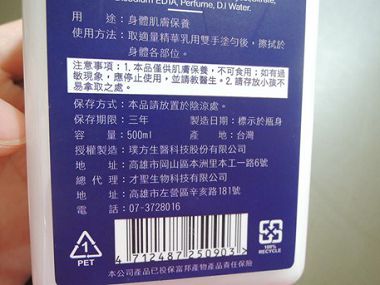 Disodium EDTA, Perfume, D.I Water.
用　　途：身體肌膚保養
使用方法：取適量精華乳用雙手塗勻後，擦拭於
身體各部位。
注意事項：1. 本品僅供肌膚保養，不可食用；如有過
敏現象，應停止使用，並請教醫生。2. 請存放小孩不
易拿取之處。
保存方式：本品請放置於陰涼處。
保存期限：三年　　製造日期：標示於瓶身
容　　量：500ml　　產　　地：台灣
授權製造：璞方生醫科技股份有限公司
地　　址：高雄市岡山區本洲里本工一路6號
總 代 理：才聖生物科技有限公司
地　　址：高雄市左營區辛亥路181號
電　　話：07-3728016
1
PET
4 712487 250903 >
100%
RECYCLE
本公司產品已投保富邦產物產品責任保險